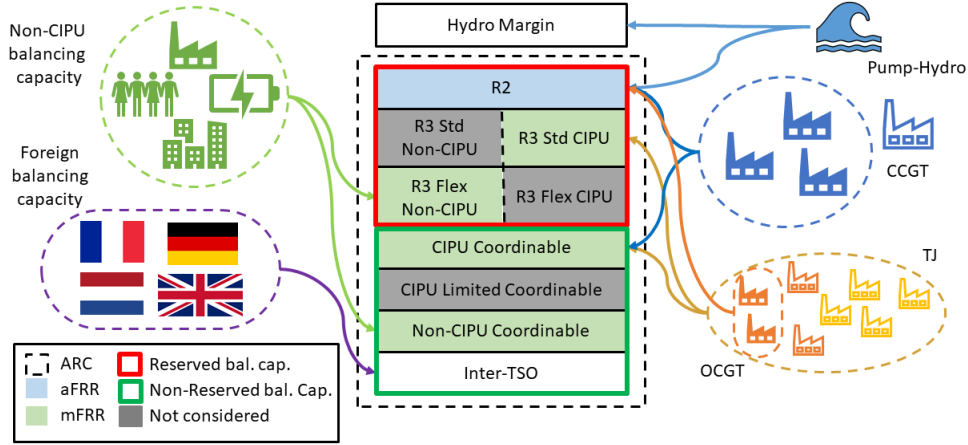 Non-CIPU
balancing
capacity
Foreign
balancing
capacity
Hydro Margin
R2
R3 Std
Non-CIPU
R3 Std CIPU
R3 Flex
Non-CIPU
R3 Flex CIPU
CIPU Coordinable
CIPU Limited Coordinable
Non-CIPU Coordinable
Inter-TSO
Pump-Hydro
CCGT
TJ
OCGT
ARC
Reserved bal. cap.
aFRR
Non-Reserved bal. Cap.
mFRR
Not considered